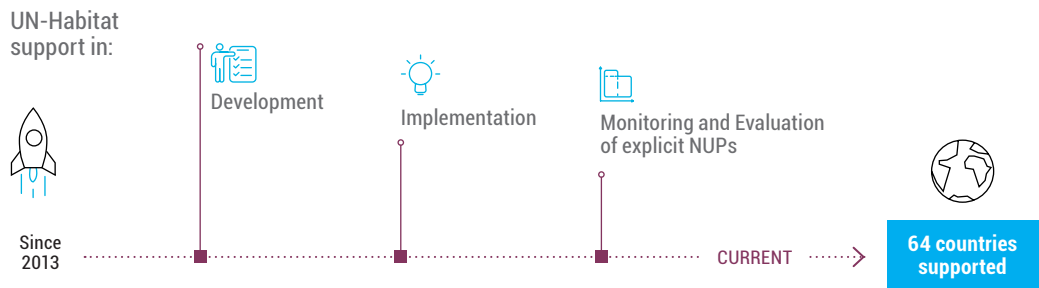 UN-Habitat
support in:
Development
Implementation
Monitoring and Evaluation
of explicit NUPs
Since
2013
CURRENT
64 countries
supported